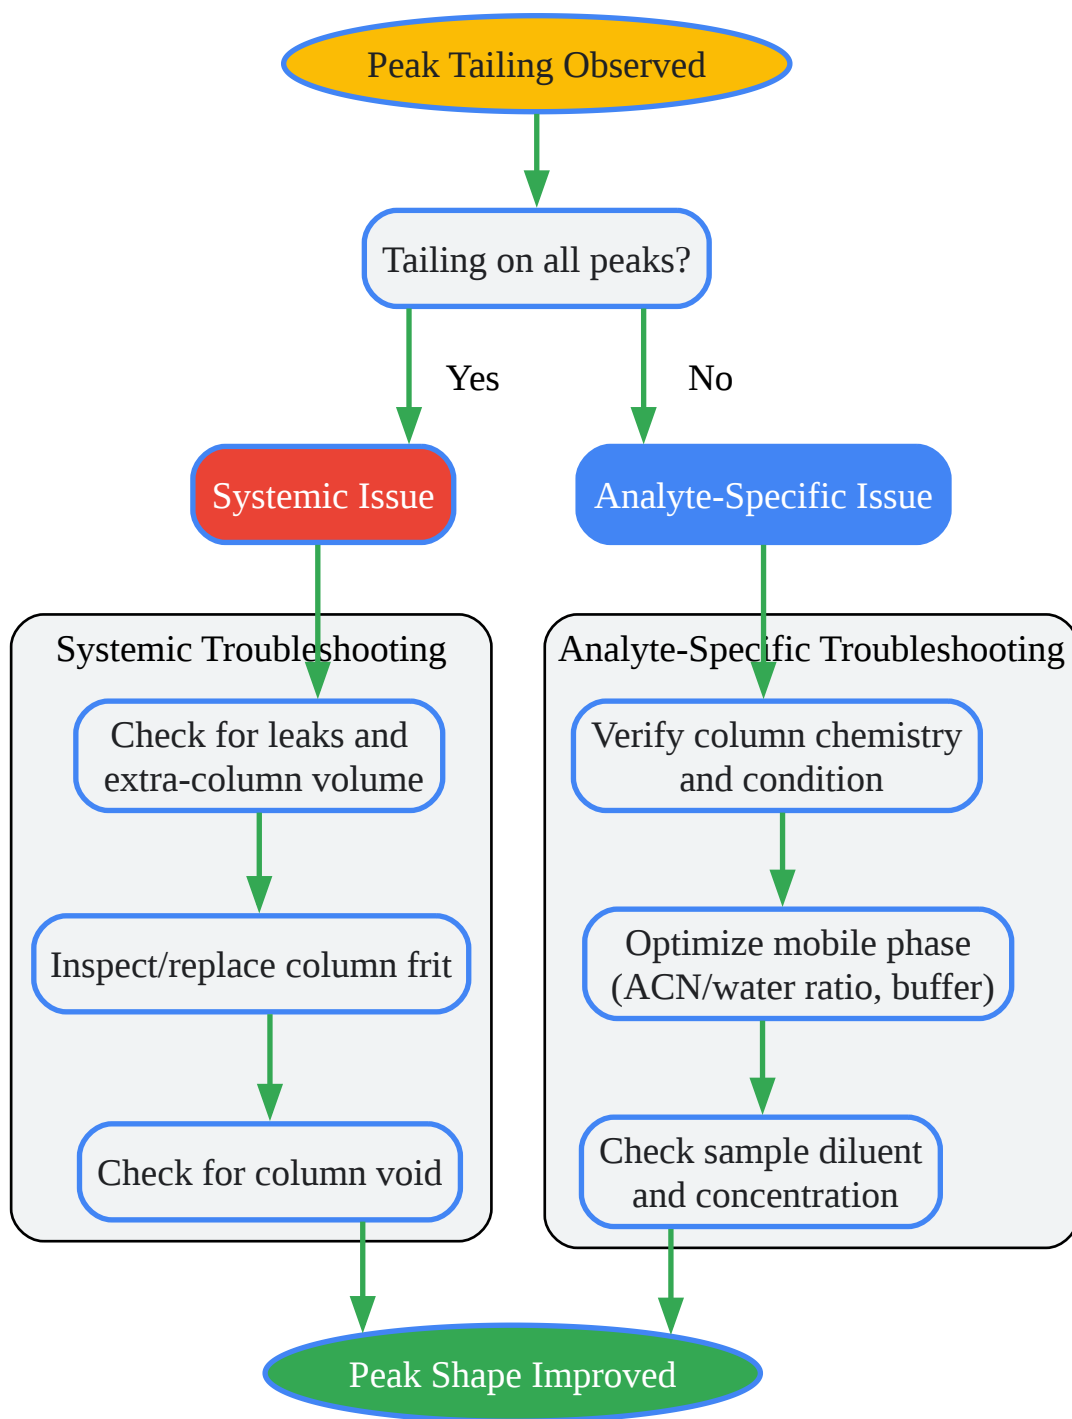 Peak Tailing Observed
Tailing on all peaks?
Yes
No
Systemic Issue
Analyte-Specific Issue
Systemic Troubleshooting
Check for leaks and
extra-column volume
Inspect/replace column frit
Check for column void
Analyte-Specific Troubleshooting
Verify column chemistry
and condition
Optimize mobile phase
(ACN/water ratio, buffer)
Check sample diluent
and concentration
Peak Shape Improved